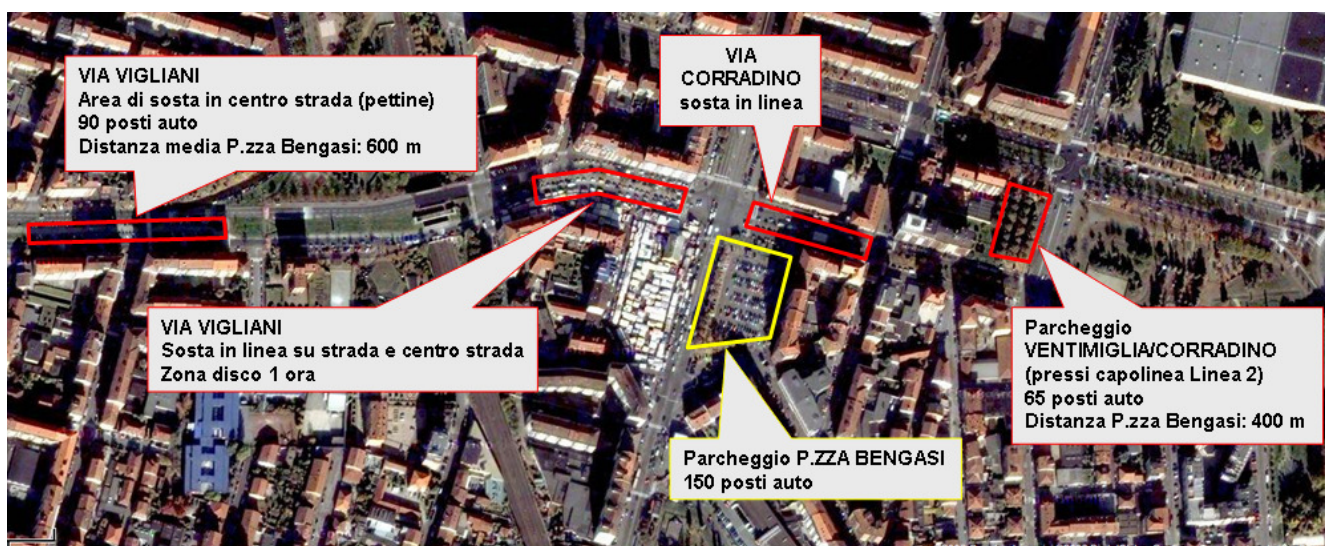 VIA VIGLIANI
Area di sosta in centro strada (pettine)
90 posti auto
Distanza media P.zza Bengasi: 600 m
VIA
CORRADINO
sosta in linea
VIA VIGLIANI
Sosta in linea su strada e centro strada
Zona disco 1 ora
Parcheggio P.ZZA BENGASI
150 posti auto
Parcheggio
VENTIMIGLIA/CORRADINO
(pressi capolinea Linea 2)
65 posti auto
Distanza P.zza Bengasi: 400 m